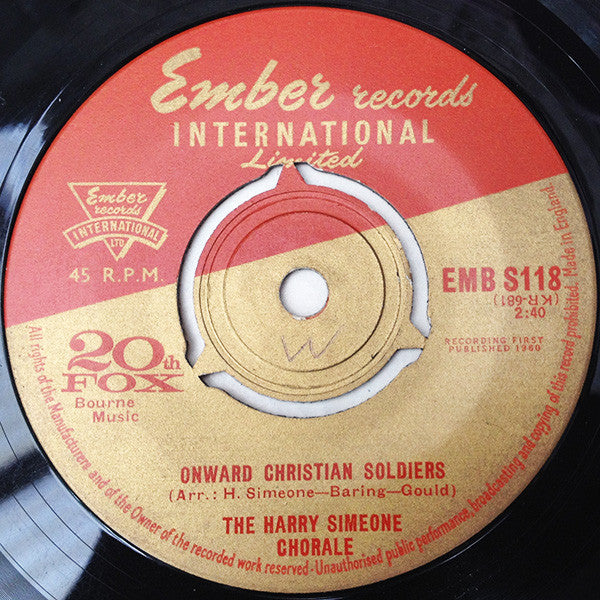 Ember records
INTERNATIONAL
Limited
Ember
records
INTERNATIONAL
LTD
45 R.P.M.
EMB S118
(KR-681)
2:40
RECORDING FIRST
PUBLISHED 1960
20th
FOX
Bourne
Music
W
ONWARD CHRISTIAN SOLDIERS
(Arr.: H. Simeone—Baring—Gould)
THE HARRY SIMEONE
CHORALE
All rights of the Manufacturers and of the Owner of the recorded work reserved-Unauthorised public performance, broadcasting and copying of this record prohibited. Made in England